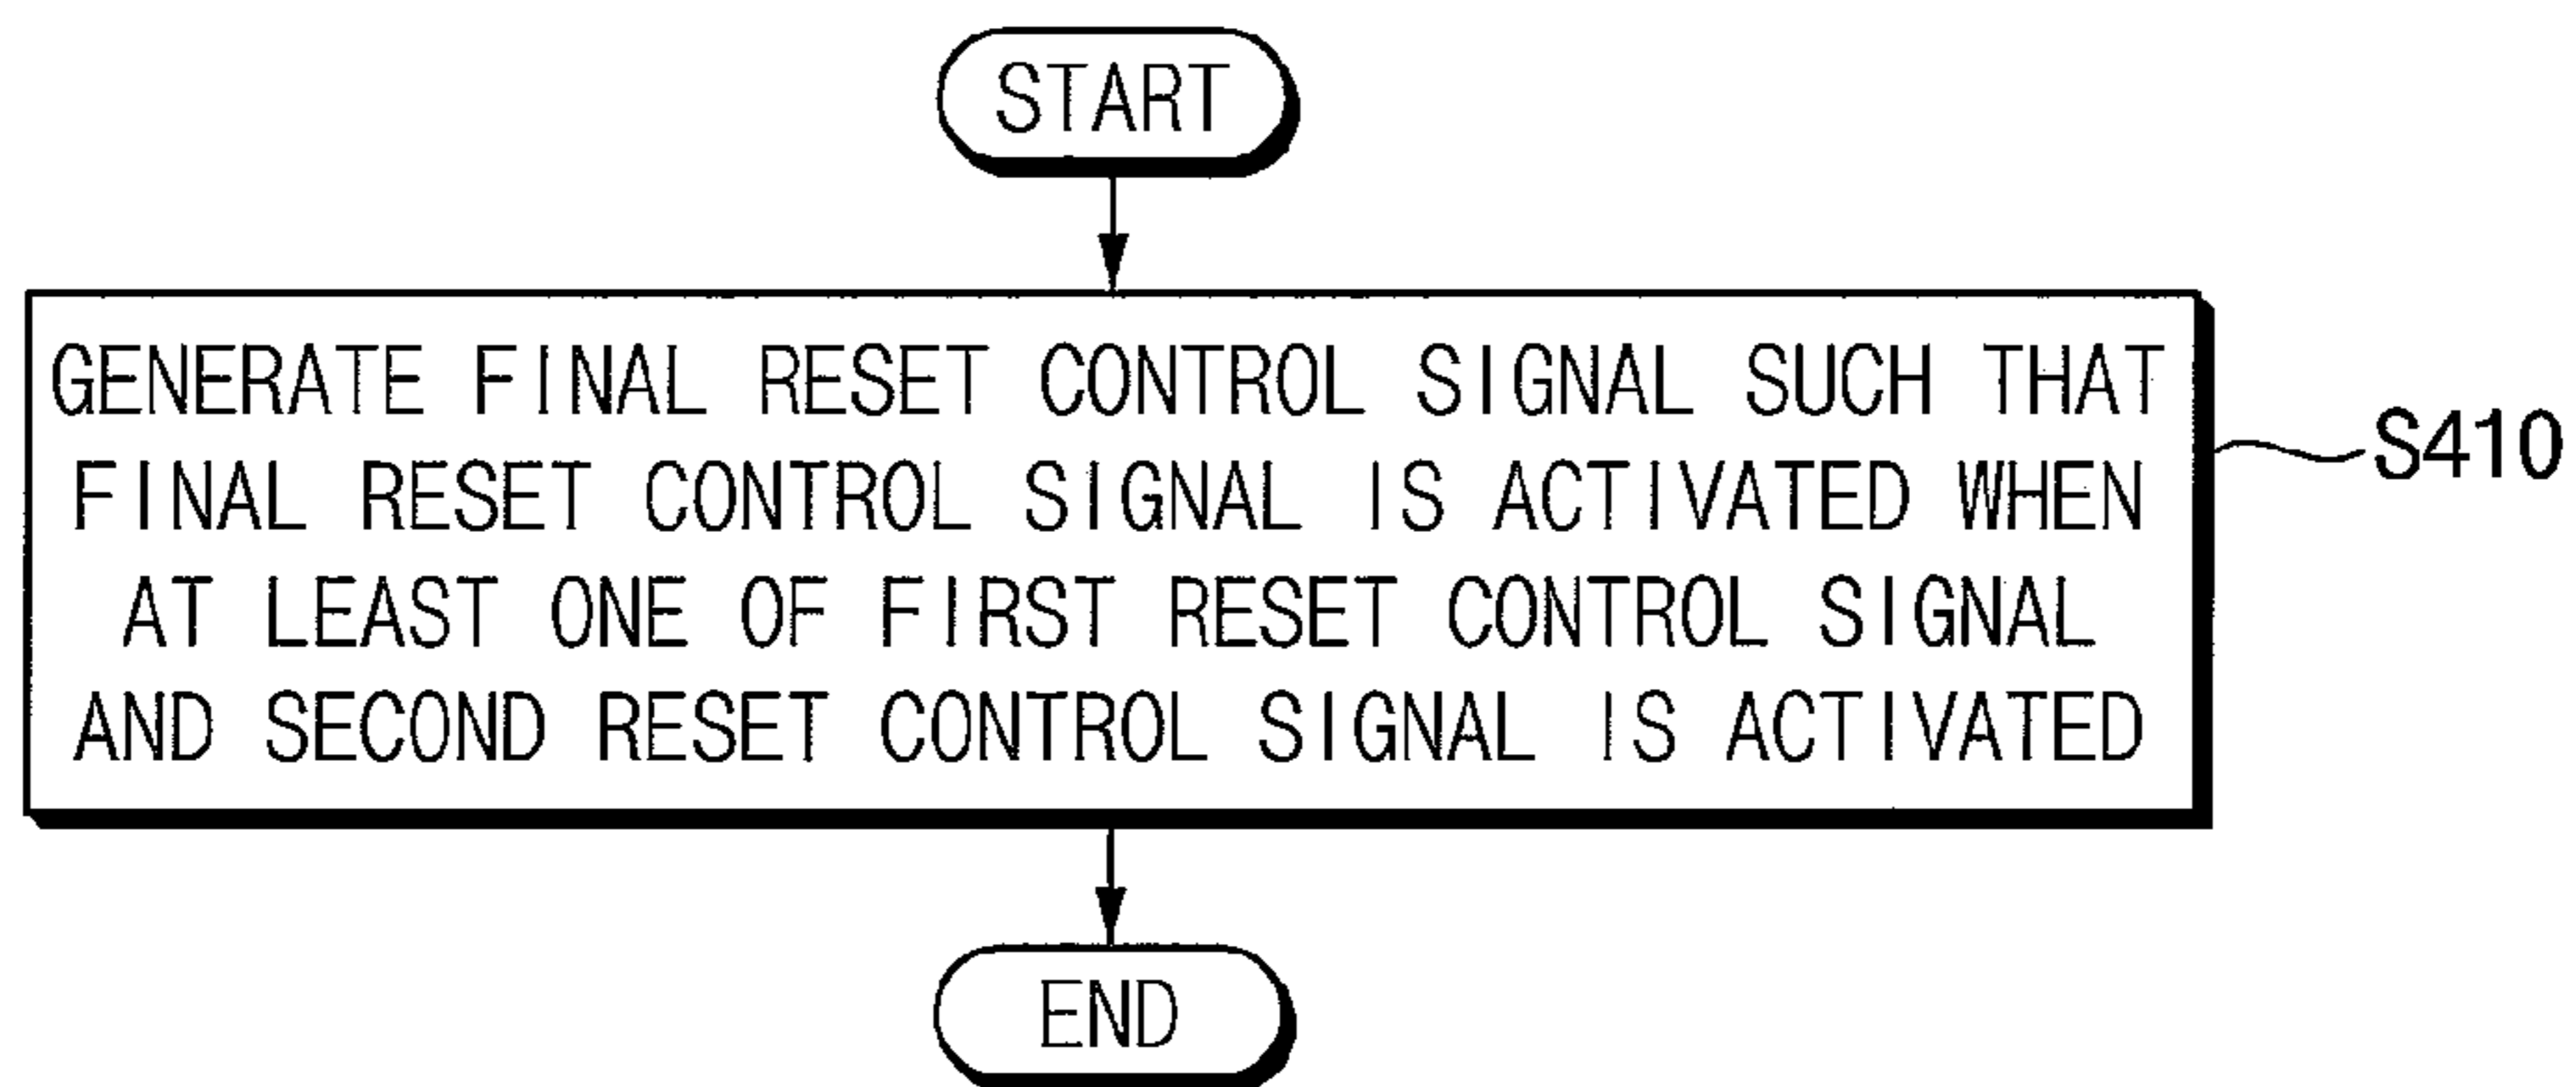 START
GENERATE FINAL RESET CONTROL SIGNAL SUCH THAT
FINAL RESET CONTROL SIGNAL IS ACTIVATED WHEN
AT LEAST ONE OF FIRST RESET CONTROL SIGNAL
AND SECOND RESET CONTROL SIGNAL IS ACTIVATED
S410
END